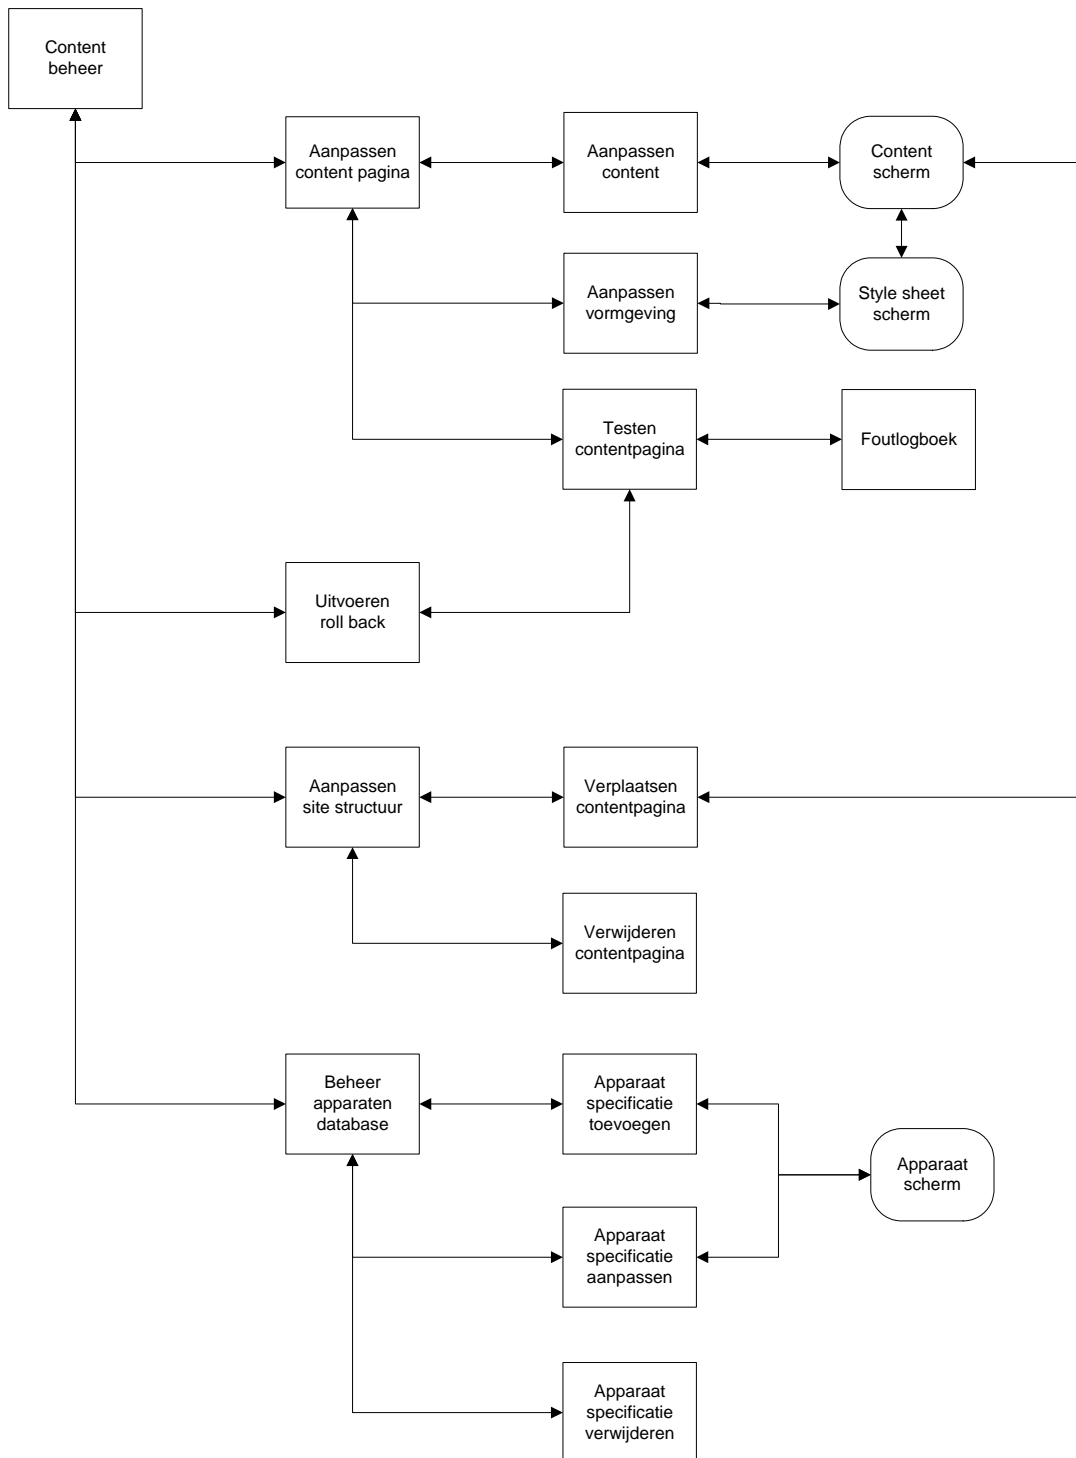 Content
beheer
Aanpassen
content pagina
Aanpassen
content
Content
scherm
Aanpassen
vormgeving
Style sheet
scherm
Testen
contentpagina
Foutlogboek
Uitvoeren
roll back
Aanpassen
site structuur
Verplaatsen
contentpagina
Verwijderen
contentpagina
Beheer
apparaten
database
Apparaat
specificatie
toevoegen
Apparaat
scherm
Apparaat
specificatie
aanpassen
Apparaat
specificatie
verwijderen